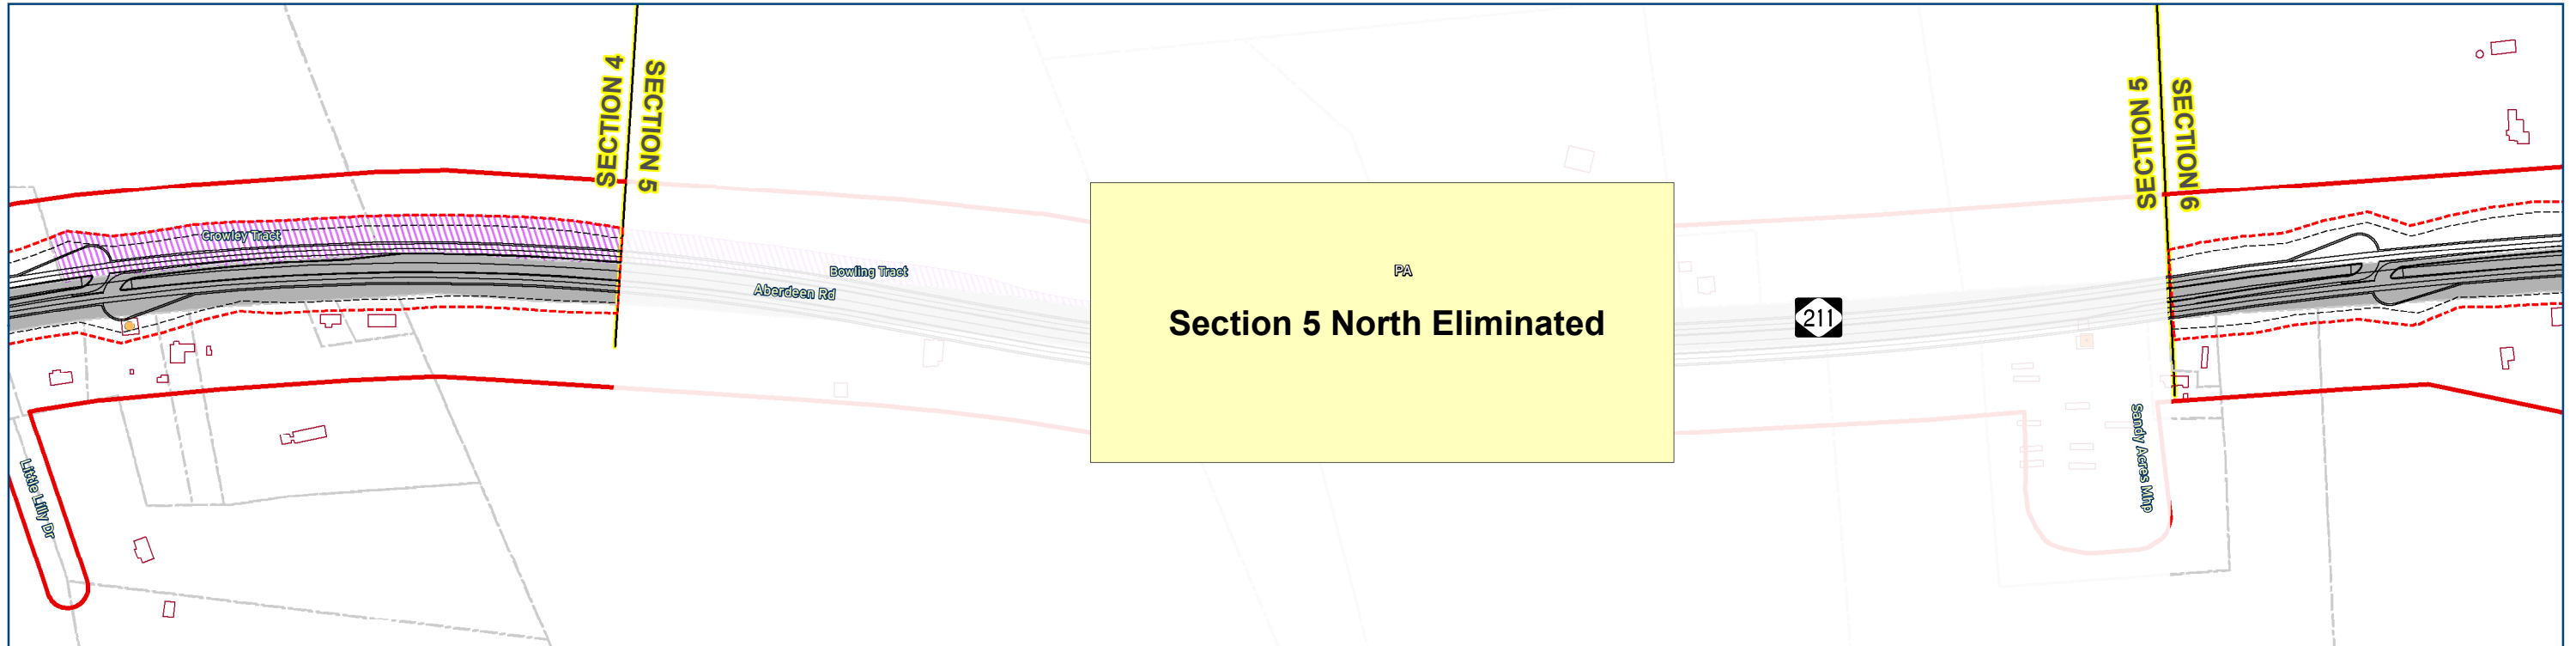 SECTION 4
SECTION 5
SECTION 5
SECTION 6
Crowley Tract
Bowling Tract
Aberdeen Rd
PA
Section 5 North Eliminated
211
Little Lilly Dr
Sandy Acres Mhp